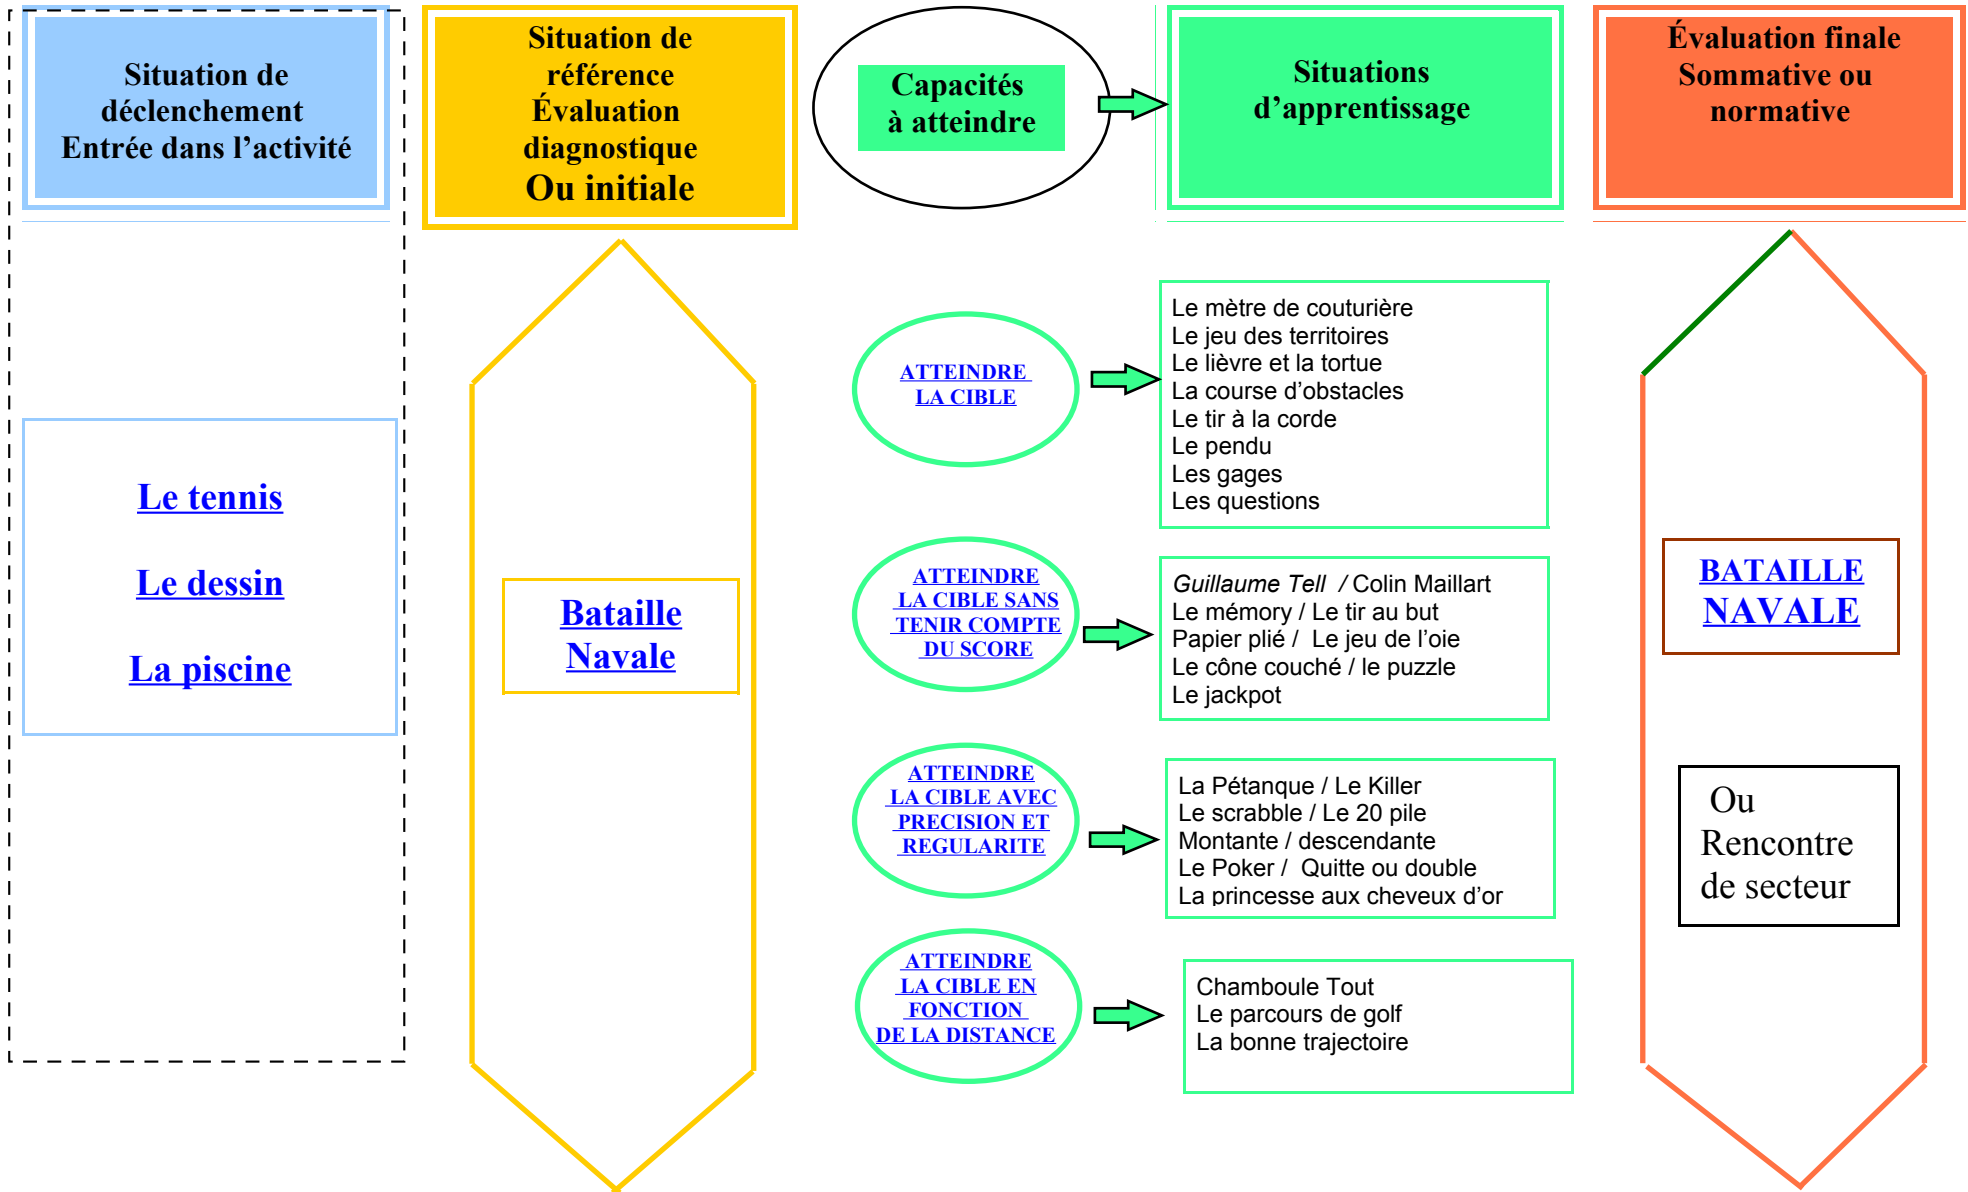 Situation de
déclenchement
Entrée dans l’activité
Situation de
référence
Évaluation
diagnostique
Ou initiale
Capacités
à atteindre
Situations
d’apprentissage
Évaluation finale
Sommative ou
normative
Le tennis
Le dessin
La piscine
Bataille
Navale
ATTEINDRE
LA CIBLE
Le mètre de couturière
Le jeu des territoires
Le lièvre et la tortue
La course d’obstacles
Le tir à la corde
Le pendu
Les gages
Les questions
ATTEINDRE
LA CIBLE SANS
TENIR COMPTE
DU SCORE
Guillaume Tell / Colin Maillart
Le mémory / Le tir au but
Papier plié / Le jeu de l’oie
Le cône couché / le puzzle
Le jackpot
ATTEINDRE
LA CIBLE AVEC
PRECISION ET
REGULARITE
La Pétanque / Le Killer
Le scrabble / Le 20 pile
Montante / descendante
Le Poker / Quitte ou double
La princesse aux cheveux d’or
ATTEINDRE
LA CIBLE EN
FONCTION
DE LA DISTANCE
Chamboule Tout
Le parcours de golf
La bonne trajectoire
BATAILLE
NAVALE
Ou
Rencontre
de secteur